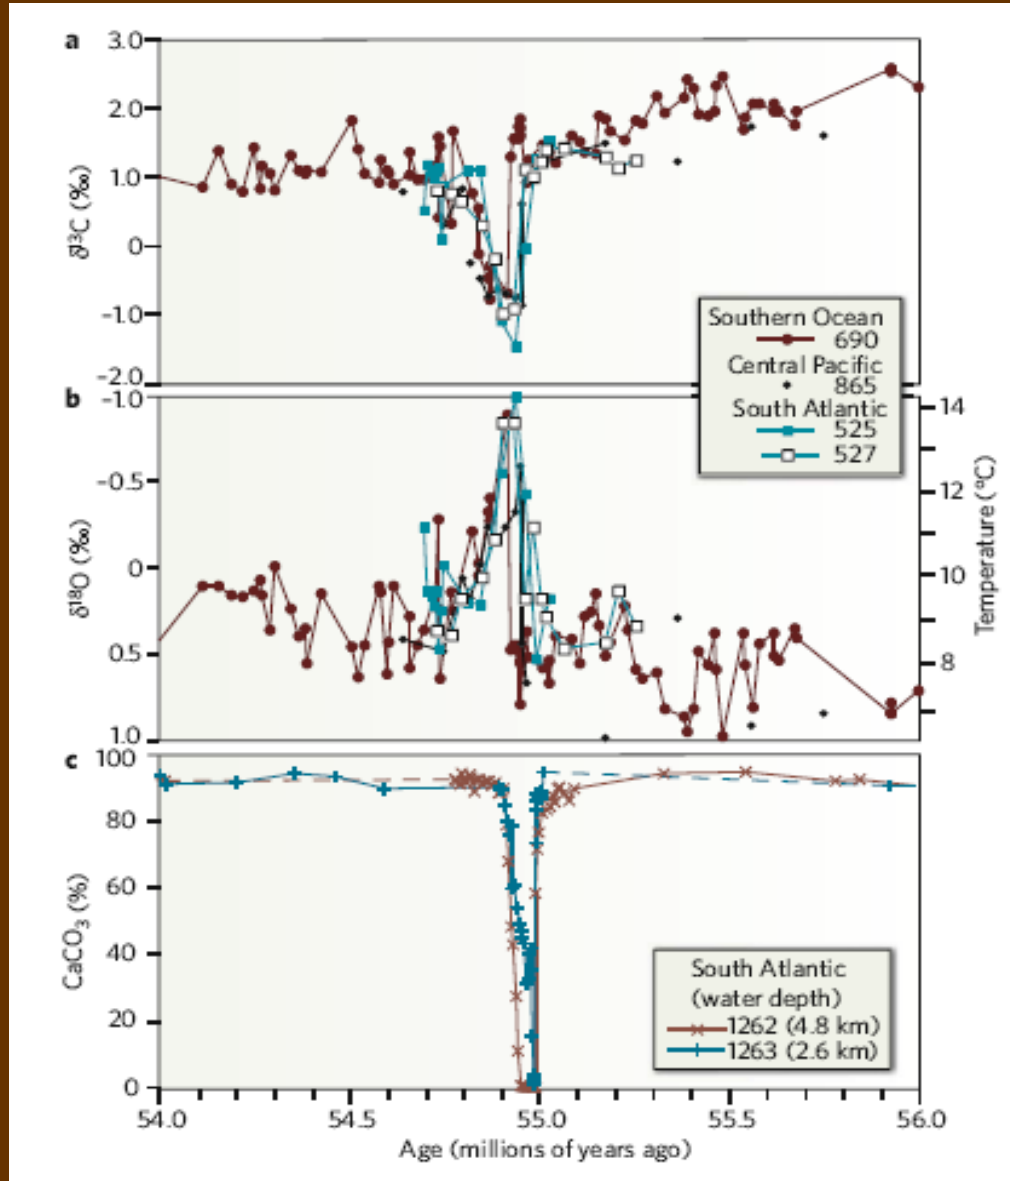 a
3.0
2.0
1.0
0
-1.0
-2.0
δ¹³C (‰)
Southern Ocean
690
Central Pacific
865
South Atlantic
525
527
b
-1.0
-0.5
0
0.5
1.0
δ¹⁸O (‰)
14
12
10
8
Temperature (°C)
c
100
80
60
40
20
0
CaCO₃ (%)
South Atlantic
(water depth)
1262 (4.8 km)
1263 (2.6 km)
54.0 54.5 55.0 55.5 56.0
Age (millions of years ago)